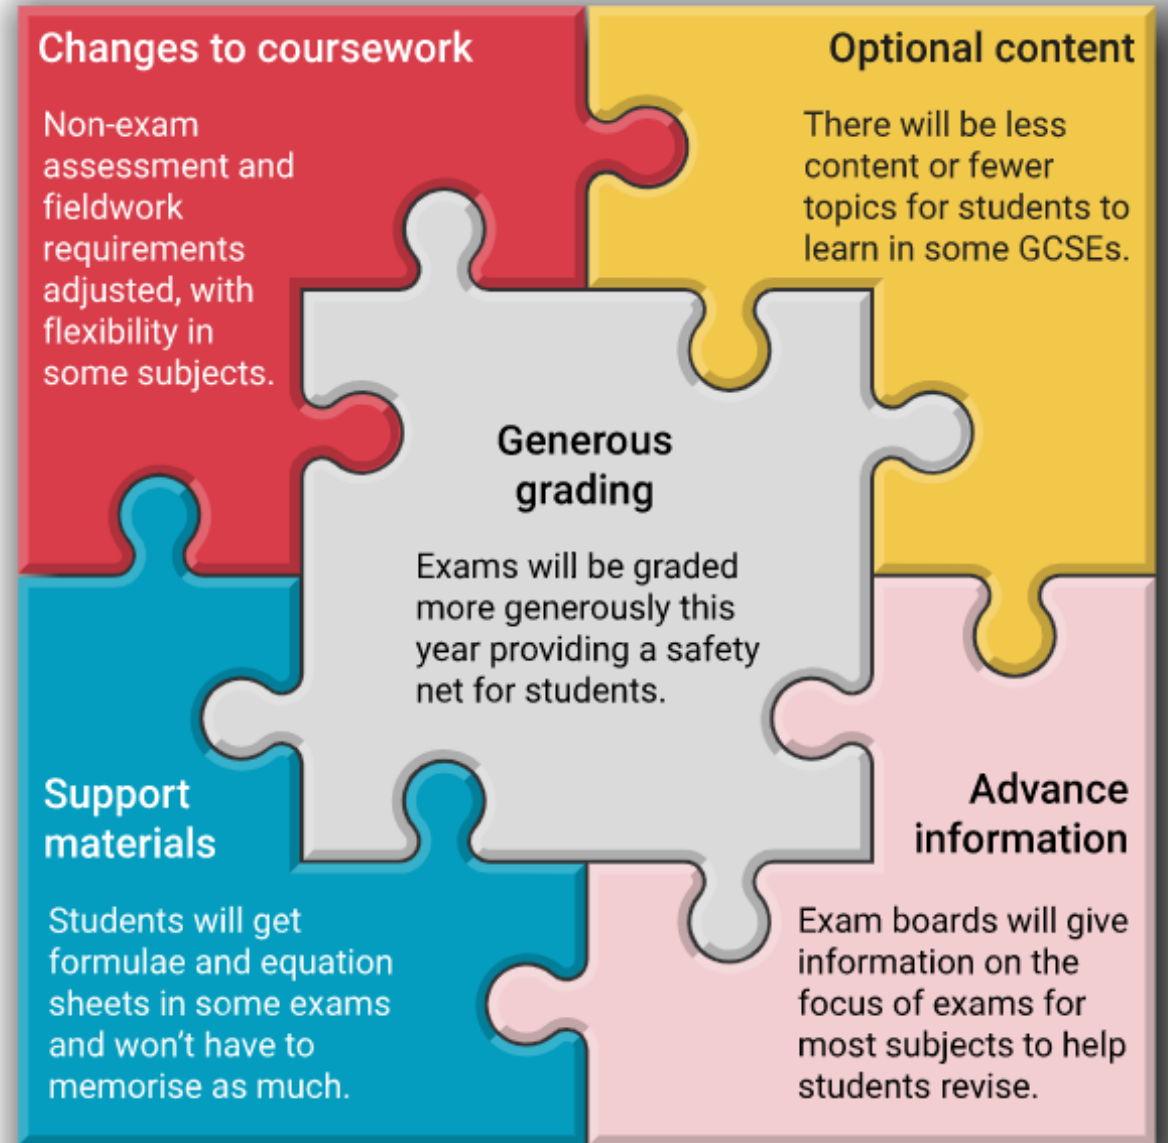 Changes to coursework
Non-exam
assessment and
fieldwork
requirements
adjusted, with
flexibility in
some subjects.
Optional content
There will be less
content or fewer
topics for students to
learn in some GCSEs.
Generous
grading
Exams will be graded
more generously this
year providing a safety
net for students.
Support
materials
Students will get
formulae and equation
sheets in some exams
and won’t have to
memorise as much.
Advance
information
Exam boards will give
information on the
focus of exams for
most subjects to help
students revise.